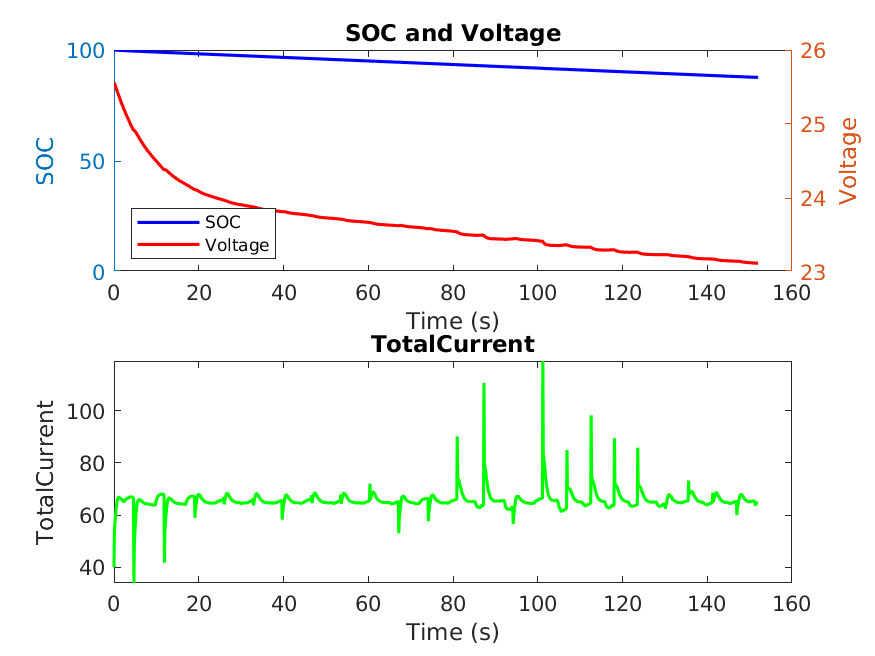 SOC and Voltage
100
50
0
SOC
26
25
24
23
Voltage
SOC
Voltage
0 20 40 60 80 100 120 140 160
Time (s)
TotalCurrent
100
80
60
40
TotalCurrent
0 20 40 60 80 100 120 140 160
Time (s)